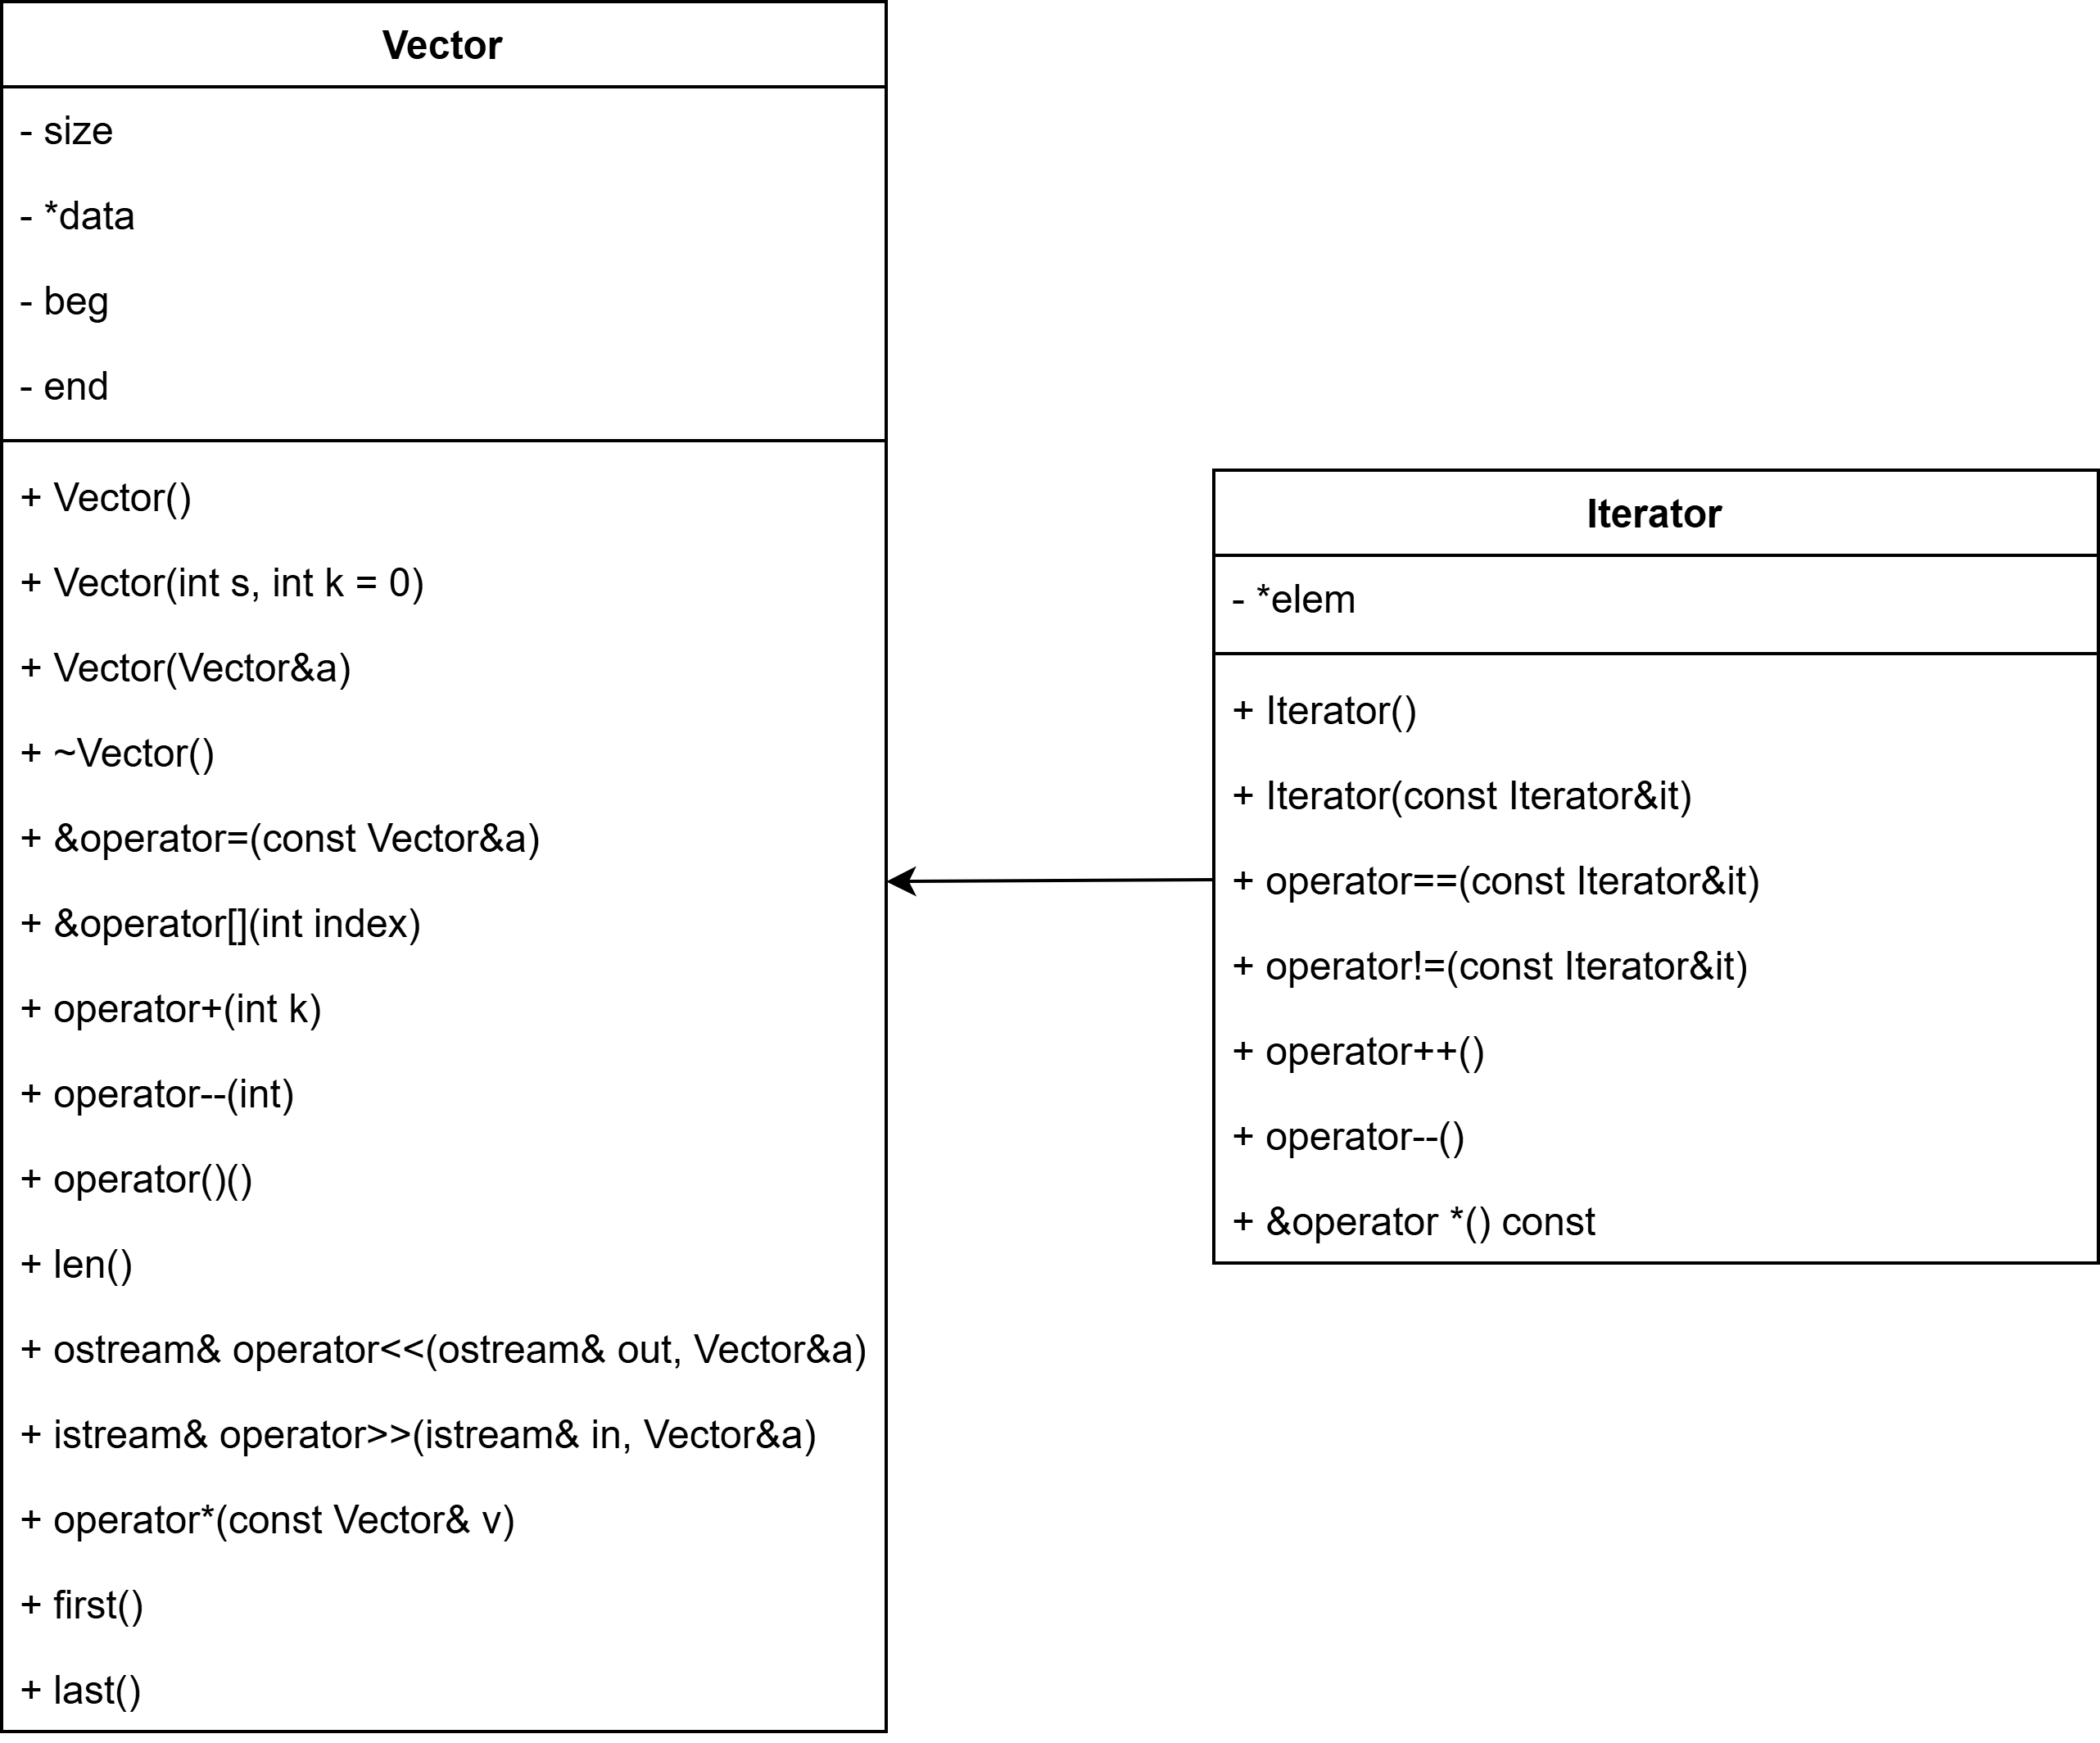 Vector
- size
- *data
- beg
- end
+ Vector()
+ Vector(int s, int k = 0)
+ Vector(Vector&a)
+ ~Vector()
+ &operator=(const Vector&a)
+ &operator[](int index)
+ operator+(int k)
+ operator--(int)
+ operator()()
+ len()
+ ostream& operator<<(ostream& out, Vector&a)
+ istream& operator>>(istream& in, Vector&a)
+ operator*(const Vector& v)
+ first()
+ last()
Iterator
- *elem
+ Iterator()
+ Iterator(const Iterator&it)
+ operator==(const Iterator&it)
+ operator!=(const Iterator&it)
+ operator++()
+ operator--()
+ &operator *() const